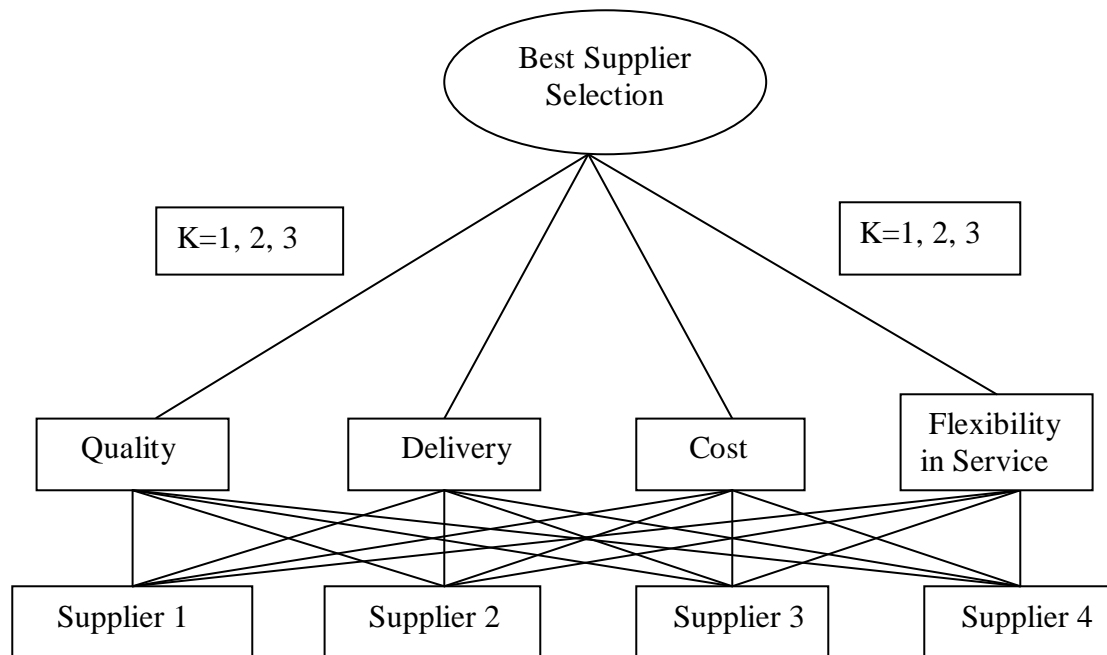 Best Supplier
Selection
K=1, 2, 3
K=1, 2, 3
Quality
Delivery
Cost
Flexibility
in Service
Supplier 1
Supplier 2
Supplier 3
Supplier 4